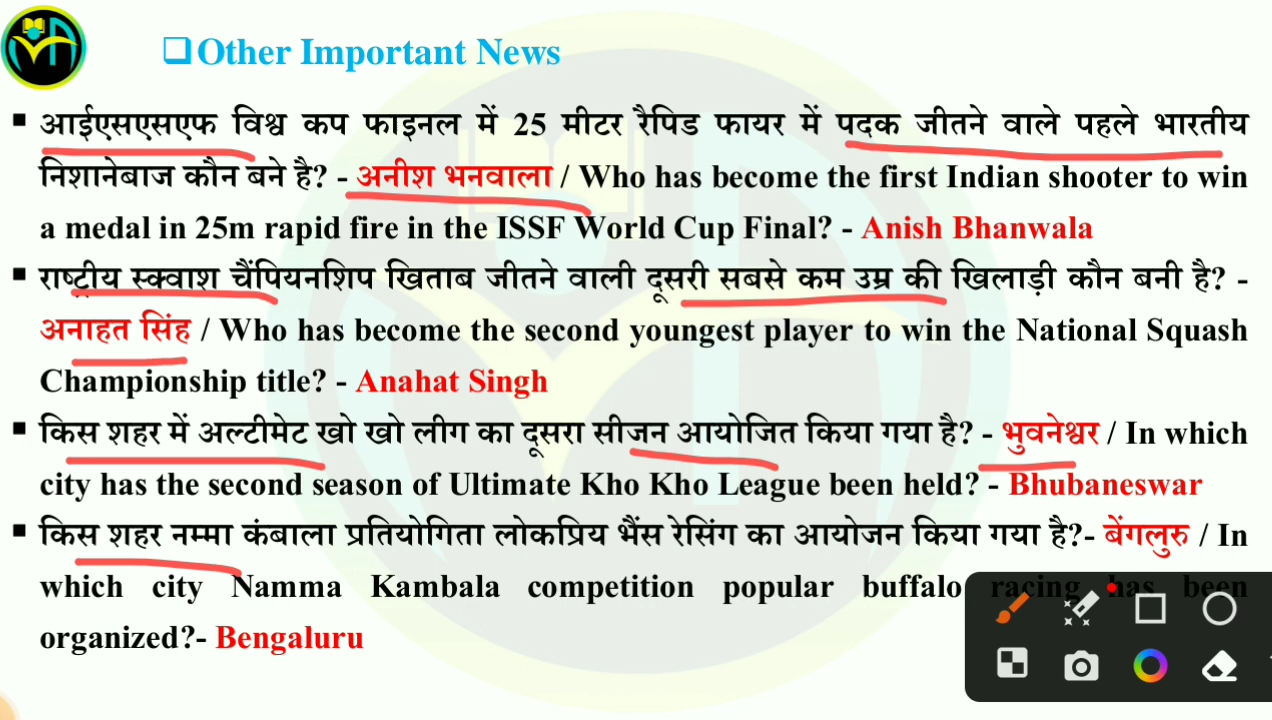 ❑Other Important News
▪ आईएसएसएफ विश्व कप फाइनल में 25 मीटर रैपिड फायर में पदक जीतने वाले पहले भारतीय
निशानेबाज कौन बने है? - अनीश भनवाला / Who has become the first Indian shooter to win
a medal in 25m rapid fire in the ISSF World Cup Final? - Anish Bhanwala
▪ राष्ट्रीय स्क्वाश चैंपियनशिप खिताब जीतने वाली दूसरी सबसे कम उम्र की खिलाड़ी कौन बनी है? -
अनाहत सिंह / Who has become the second youngest player to win the National Squash
Championship title? - Anahat Singh
▪ किस शहर में अल्टीमेट खो खो लीग का दूसरा सीजन आयोजित किया गया है? - भुवनेश्वर / In which
city has the second season of Ultimate Kho Kho League been held? - Bhubaneswar
▪ किस शहर नम्मा कंबाला प्रतियोगिता लोकप्रिय भैंस रेसिंग का आयोजन किया गया है?- बेंगलुरु / In
which city Namma Kambala competition popular buffalo racing has been
organized?- Bengaluru